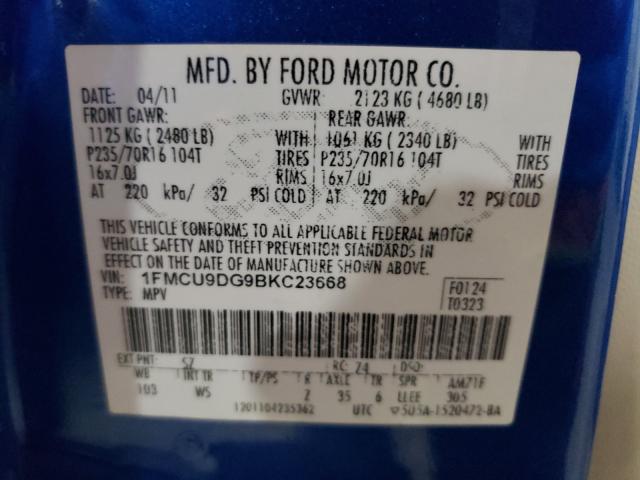 MFD. BY FORD MOTOR CO.
DATE: 04/11 GVWR: 2123 KG ( 4680 LB)
FRONT GAWR: REAR GAWR:
1125 KG ( 2480 LB) WITH 1061 KG ( 2340 LB) WITH
P235/70R16 104T TIRES P235/70R16 104T TIRES
16x7.0J RIMS 16x7.0J RIMS
AT 220 kPa/ 32 PSI COLD AT 220 kPa/ 32 PSI COLD
THIS VEHICLE CONFORMS TO ALL APPLICABLE FEDERAL MOTOR
VEHICLE SAFETY AND THEFT PREVENTION STANDARDS IN
EFFECT ON THE DATE OF MANUFACTURE SHOWN ABOVE.
VIN: 1FMCU9DG9BKC23668 F0124
TYPE: MPV T0323
EXT PNT: SZ RC: 24 DSO:
WB INT TR TP/PS R AXLE TR SPR AM71F
103 WS 2 35 6 LLEE 305
1201104235362 UTC 5U5A-1520472-BA